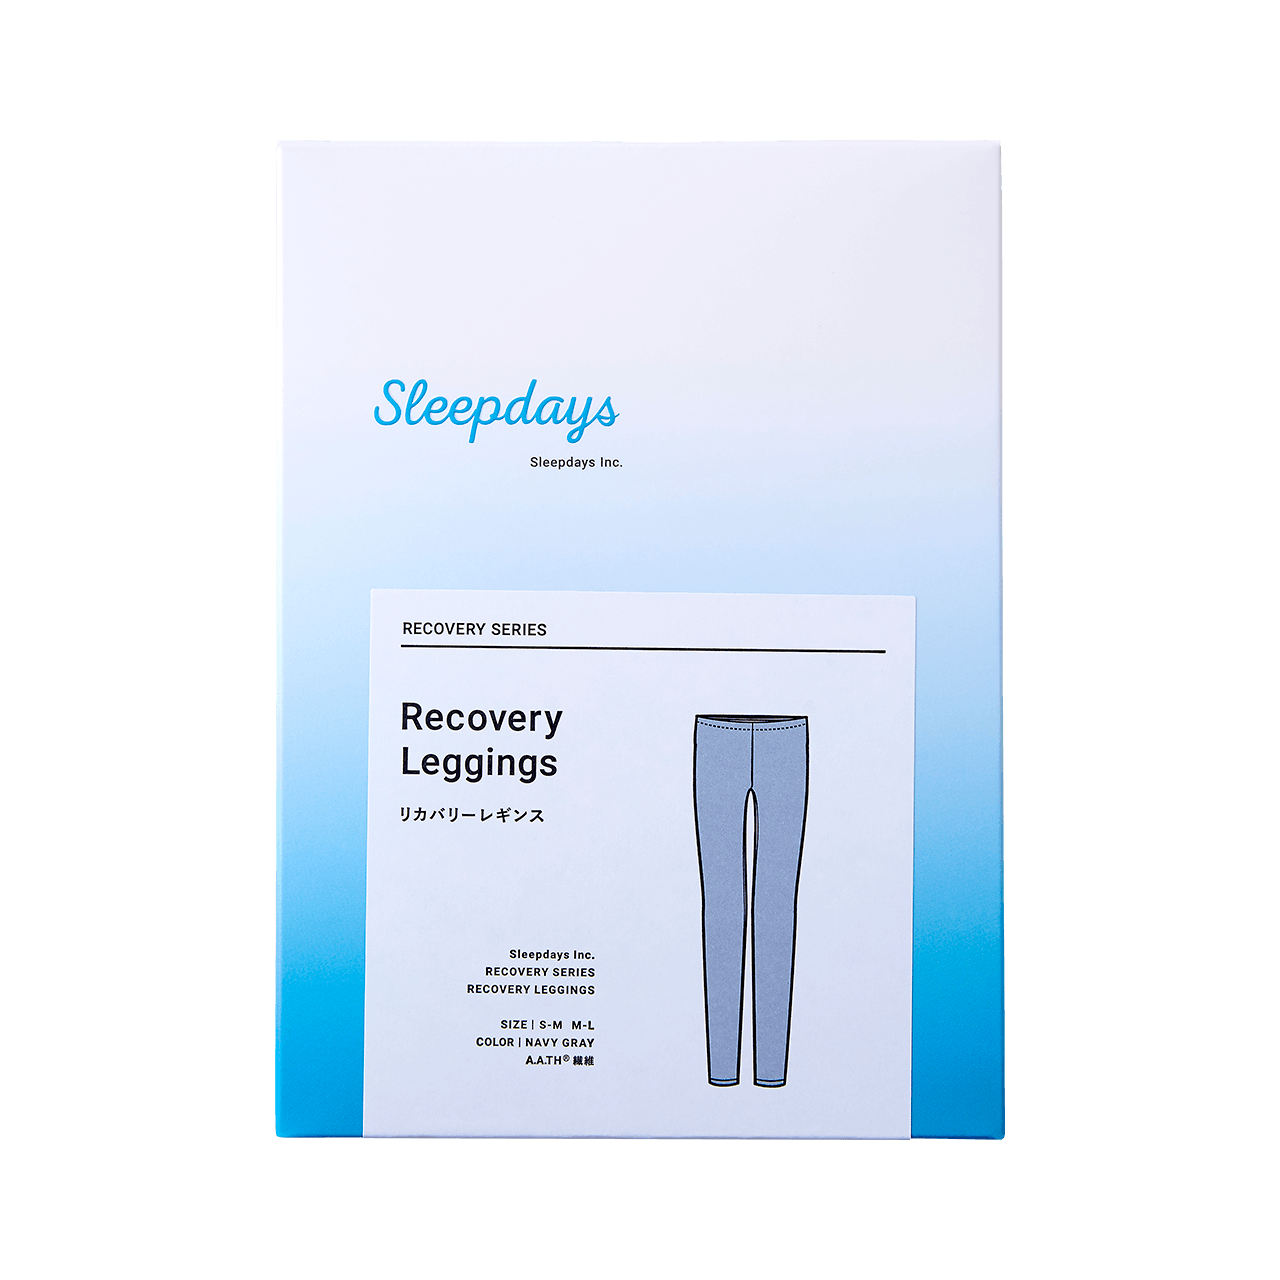 Sleepdays
Sleepdays Inc.
RECOVERY SERIES
Recovery
Leggings
リカバリーレギンス
Sleepdays Inc.
RECOVERY SERIES
RECOVERY LEGGINGS
SIZE | S-M M-L
COLOR | NAVY GRAY
A.A.TH® 繊維